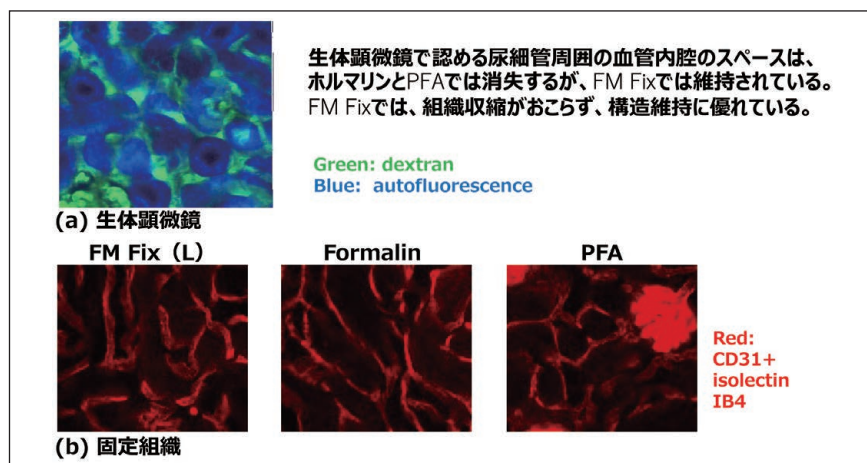 生体顕微鏡で認める尿細管周囲の血管内腔のスペースは、
ホルマリンとPFAでは消失するが、FM Fixでは維持されている。
FM Fixでは、組織収縮がおこらず、構造維持に優れている。
Green: dextran
Blue: autofluorescence
(a) 生体顕微鏡
FM Fix（L）
Formalin
PFA
Red:
CD31+
isolectin
IB4
(b) 固定組織